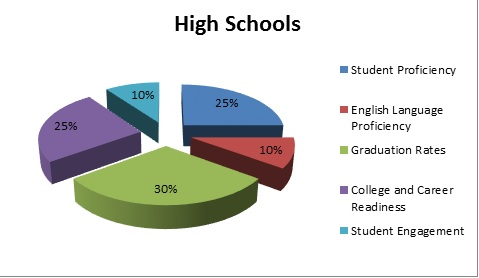 High Schools
10%
25%
25%
10%
30%
Student Proficiency
English Language
Proficiency
Graduation Rates
College and Career
Readiness
Student Engagement